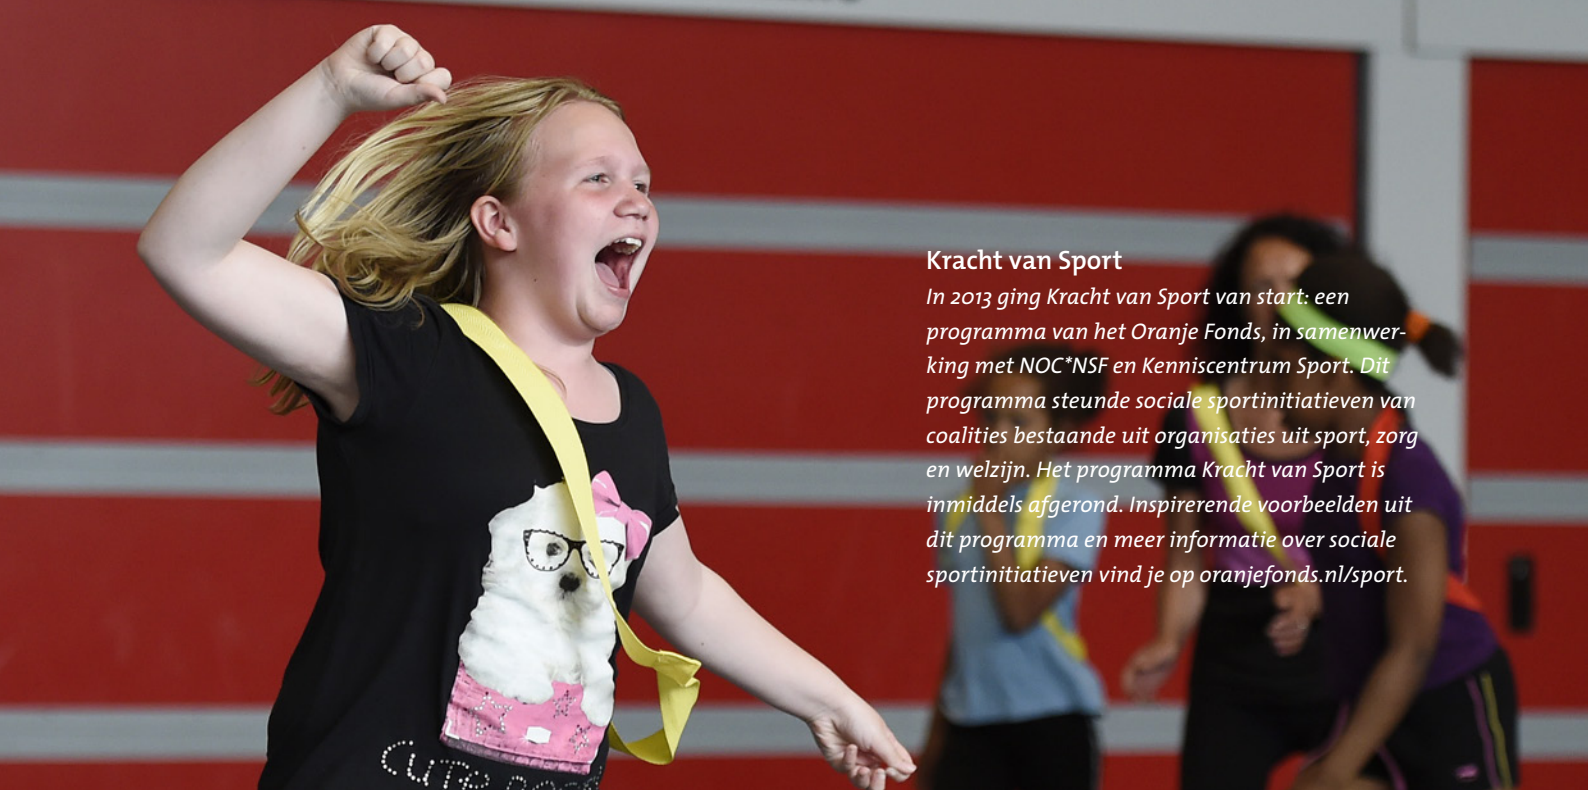 Kracht van Sport
In 2013 ging Kracht van Sport van start: een
programma van het Oranje Fonds, in samenwer-
king met NOC*NSF en Kenniscentrum Sport. Dit
programma steunde sociale sportinitiatieven van
coalities bestaande uit organisaties uit sport, zorg
en welzijn. Het programma Kracht van Sport is
inmiddels afgerond. Inspirerende voorbeelden uit
dit programma en meer informatie over sociale
sportinitiatieven vind je op oranjefonds.nl/sport.
CUTE